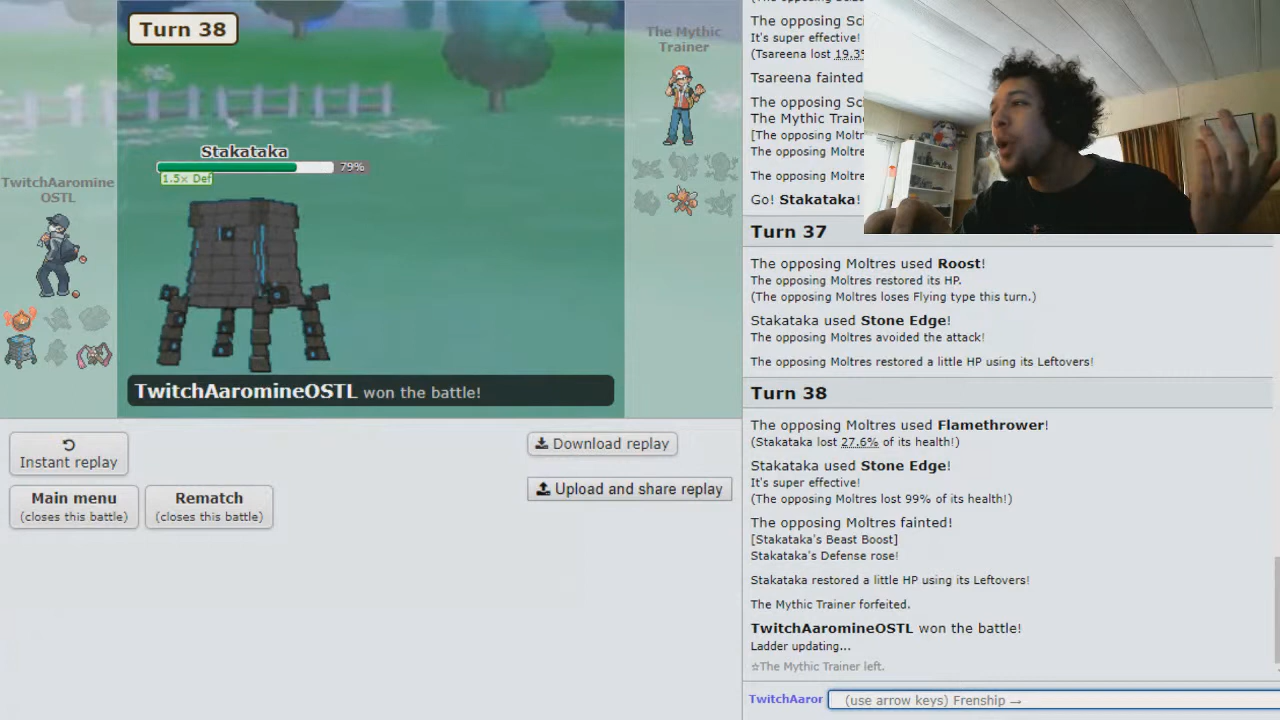 Turn 38
The Mythic
Trainer
Stakataka
79%
1.5× Def
TwitchAaromine
OSTL
TwitchAaromineOSTL won the battle!
Instant replay
Download replay
Main menu
(closes this battle)
Rematch
(closes this battle)
Upload and share replay
The opposing
It's super effective!
(Tsareena lost 19.3%
Tsareena fainted
The opposing
The Mythic
[The opposing
The opposing
Go! Stakataka!
Turn 37
The opposing Moltres used Roost!
The opposing Moltres restored its HP.
(The opposing Moltres loses Flying type this turn.)
Stakataka used Stone Edge!
The opposing Moltres avoided the attack!
The opposing Moltres restored a little HP using its Leftovers!
Turn 38
The opposing Moltres used Flamethrower!
(Stakataka lost 27.6% of its health!)
Stakataka used Stone Edge!
It's super effective!
(The opposing Moltres lost 99% of its health!)
The opposing Moltres fainted!
[Stakataka's Beast Boost]
Stakataka's Defense rose!
Stakataka restored a little HP using its Leftovers!
The Mythic Trainer forfeited.
TwitchAaromineOSTL won the battle!
Ladder updating...
☆The Mythic Trainer left.
TwitchAaror (use arrow keys) Frenship →